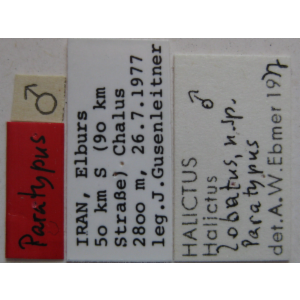 ♂
Paratypus
IRAN, Elburs
50 km S (90 km
Straße) Chalus
2800 m, 26.7.1977
leg.J.Gusenleitner
♂
HALICTUS
Halictus
lobatus, n.sp.
Paratypus
det.A.W.Ebmer 1977